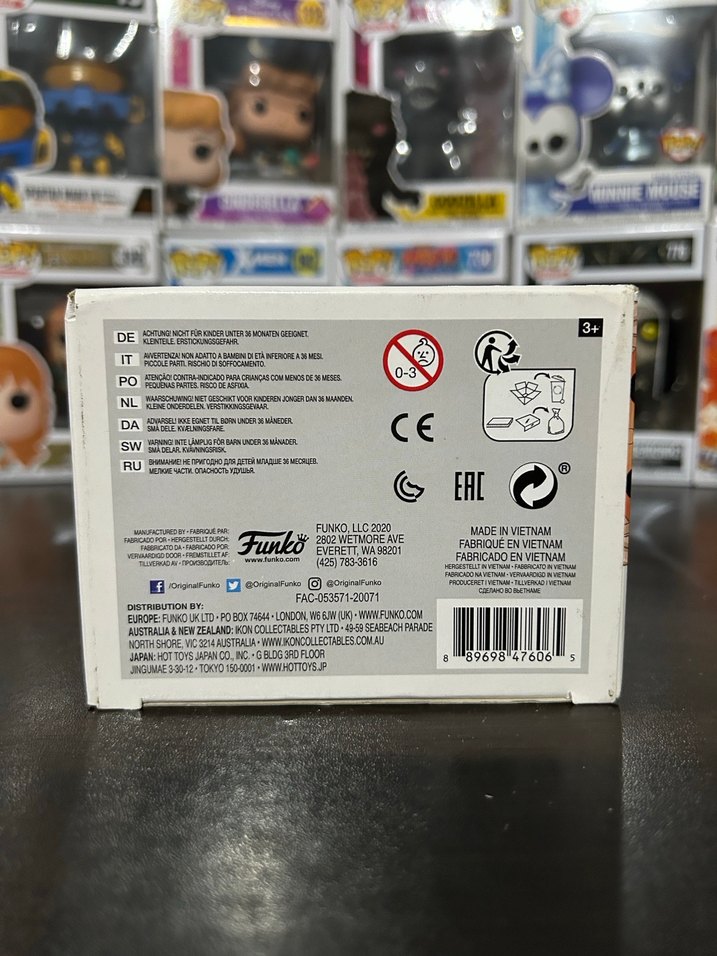 POP!
MINNIE MOUSE
POP!
X-MEN
POP!
DE ACHTUNG! NICHT FÜR KINDER UNTER 36 MONATEN GEEIGNET.
KLEINTEILE. ERSTICKUNGSGEFAHR.
IT AVVERTENZA! NON ADATTO A BAMBINI DI ETÀ INFERIORE A 36 MESI.
PICCOLE PARTI. RISCHIO DI SOFFOCAMENTO.
PO ATENÇÃO! CONTRA-INDICADO PARA CRIANÇAS COM MENOS DE 36 MESES.
PEQUENAS PARTES. RISCO DE ASFIXIA.
NL WAARSCHUWING! NIET GESCHIKT VOOR KINDEREN JONGER DAN 36 MAANDEN.
KLEINE ONDERDELEN. VERSTIKKINGSGEVAAR.
DA ADVARSEL! IKKE EGNET TIL BØRN UNDER 36 MÅNEDER.
SMÅ DELE. KVÆLNINGSFARE.
SW VARNING! INTE LÄMPLIG FÖR BARN UNDER 36 MÅNADER.
SMÅ DELAR. KVÄVNINGSRISK.
RU ВНИМАНИЕ! НЕ ПРИГОДНО ДЛЯ ДЕТЕЙ МЛАДШЕ 36 МЕСЯЦЕВ.
МЕЛКИЕ ЧАСТИ. ОПАСНОСТЬ УДУШЬЯ.
0-3
3+
CE
EAC
®
MANUFACTURED BY • FABRIQUÉ PAR:
FABRICADO POR • HERGESTELLT DURCH:
FABBRICATO DA • FABRICADO POR:
VERVAARDIGD DOOR • FREMSTILLET AF:
TILLVERKAD AV • ПРОИЗВОДИТЕЛЬ:
Funko
www.funko.com
FUNKO, LLC 2020
2802 WETMORE AVE
EVERETT, WA 98201
(425) 783-3616
MADE IN VIETNAM
FABRIQUÉ EN VIETNAM
FABRICADO EN VIETNAM
HERGESTELLT IN VIETNAM • FABBRICATO IN VIETNAM
FABRICADO NA VIETNAM • VERVAARDIGD IN VIETNAM
PRODUCERET I VIETNAM • TILLVERKAD I VIETNAM
СДЕЛАНО ВО ВЬЕТНАМЕ
f /OriginalFunko @OriginalFunko @OriginalFunko
FAC-053571-20071
DISTRIBUTION BY:
EUROPE: FUNKO UK LTD • PO BOX 74644 • LONDON, W6 6JW (UK) • WWW.FUNKO.COM
AUSTRALIA & NEW ZEALAND: IKON COLLECTABLES PTY LTD • 49-59 SEABEACH PARADE
NORTH SHORE, VIC 3214 AUSTRALIA • WWW.IKONCOLLECTABLES.COM.AU
JAPAN: HOT TOYS JAPAN CO., INC. • G BLDG 3RD FLOOR
JINGUMAE 3-30-12 • TOKYO 150-0001 • WWW.HOTTOYS.JP
8 89698 47606 5